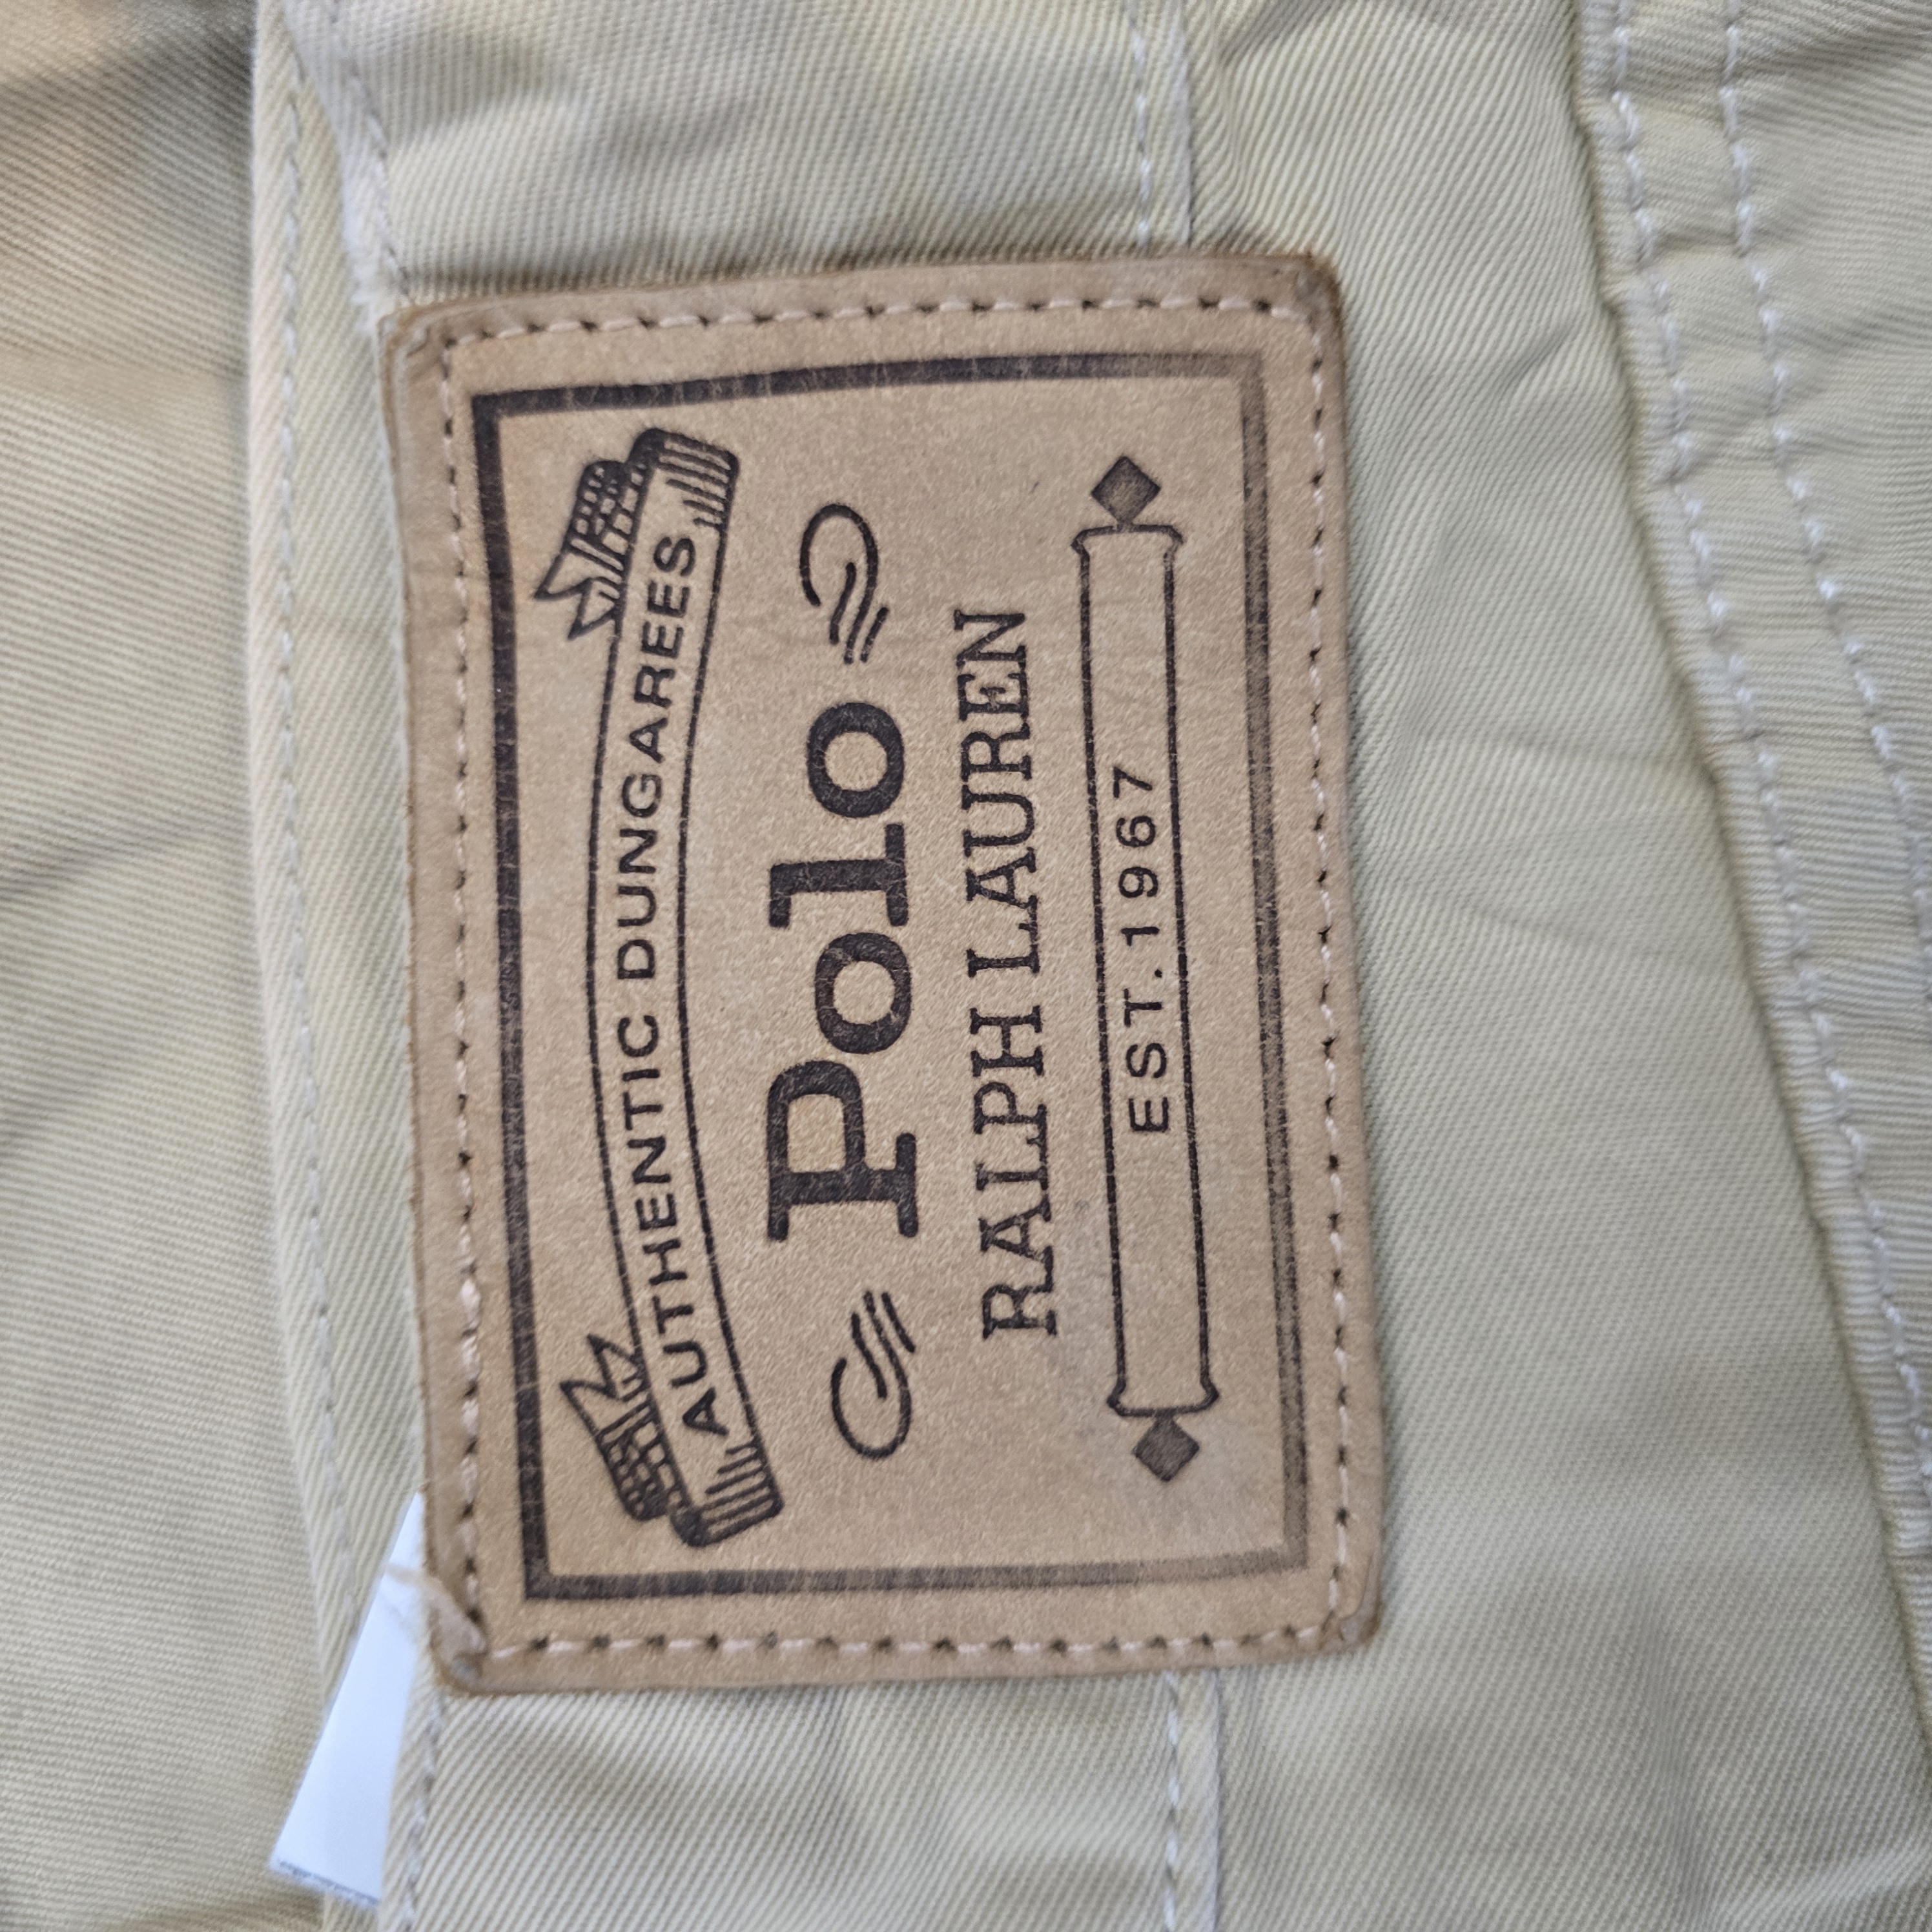 AUTHENTIC DUNGAREES
Polo
RALPH LAUREN
EST. 1967